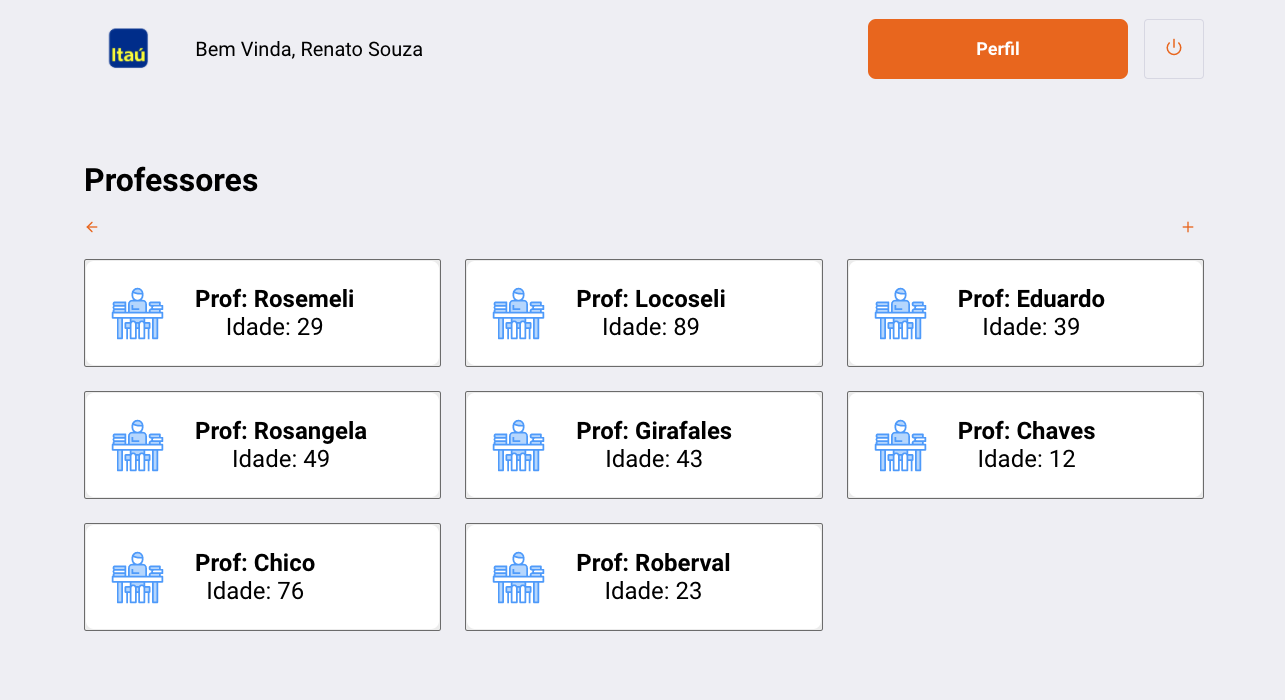 Itaú
Bem Vinda, Renato Souza
Perfil
Professores
Prof: Rosemeli
Idade: 29
Prof: Locoseli
Idade: 89
Prof: Eduardo
Idade: 39
Prof: Rosangela
Idade: 49
Prof: Girafales
Idade: 43
Prof: Chaves
Idade: 12
Prof: Chico
Idade: 76
Prof: Roberval
Idade: 23